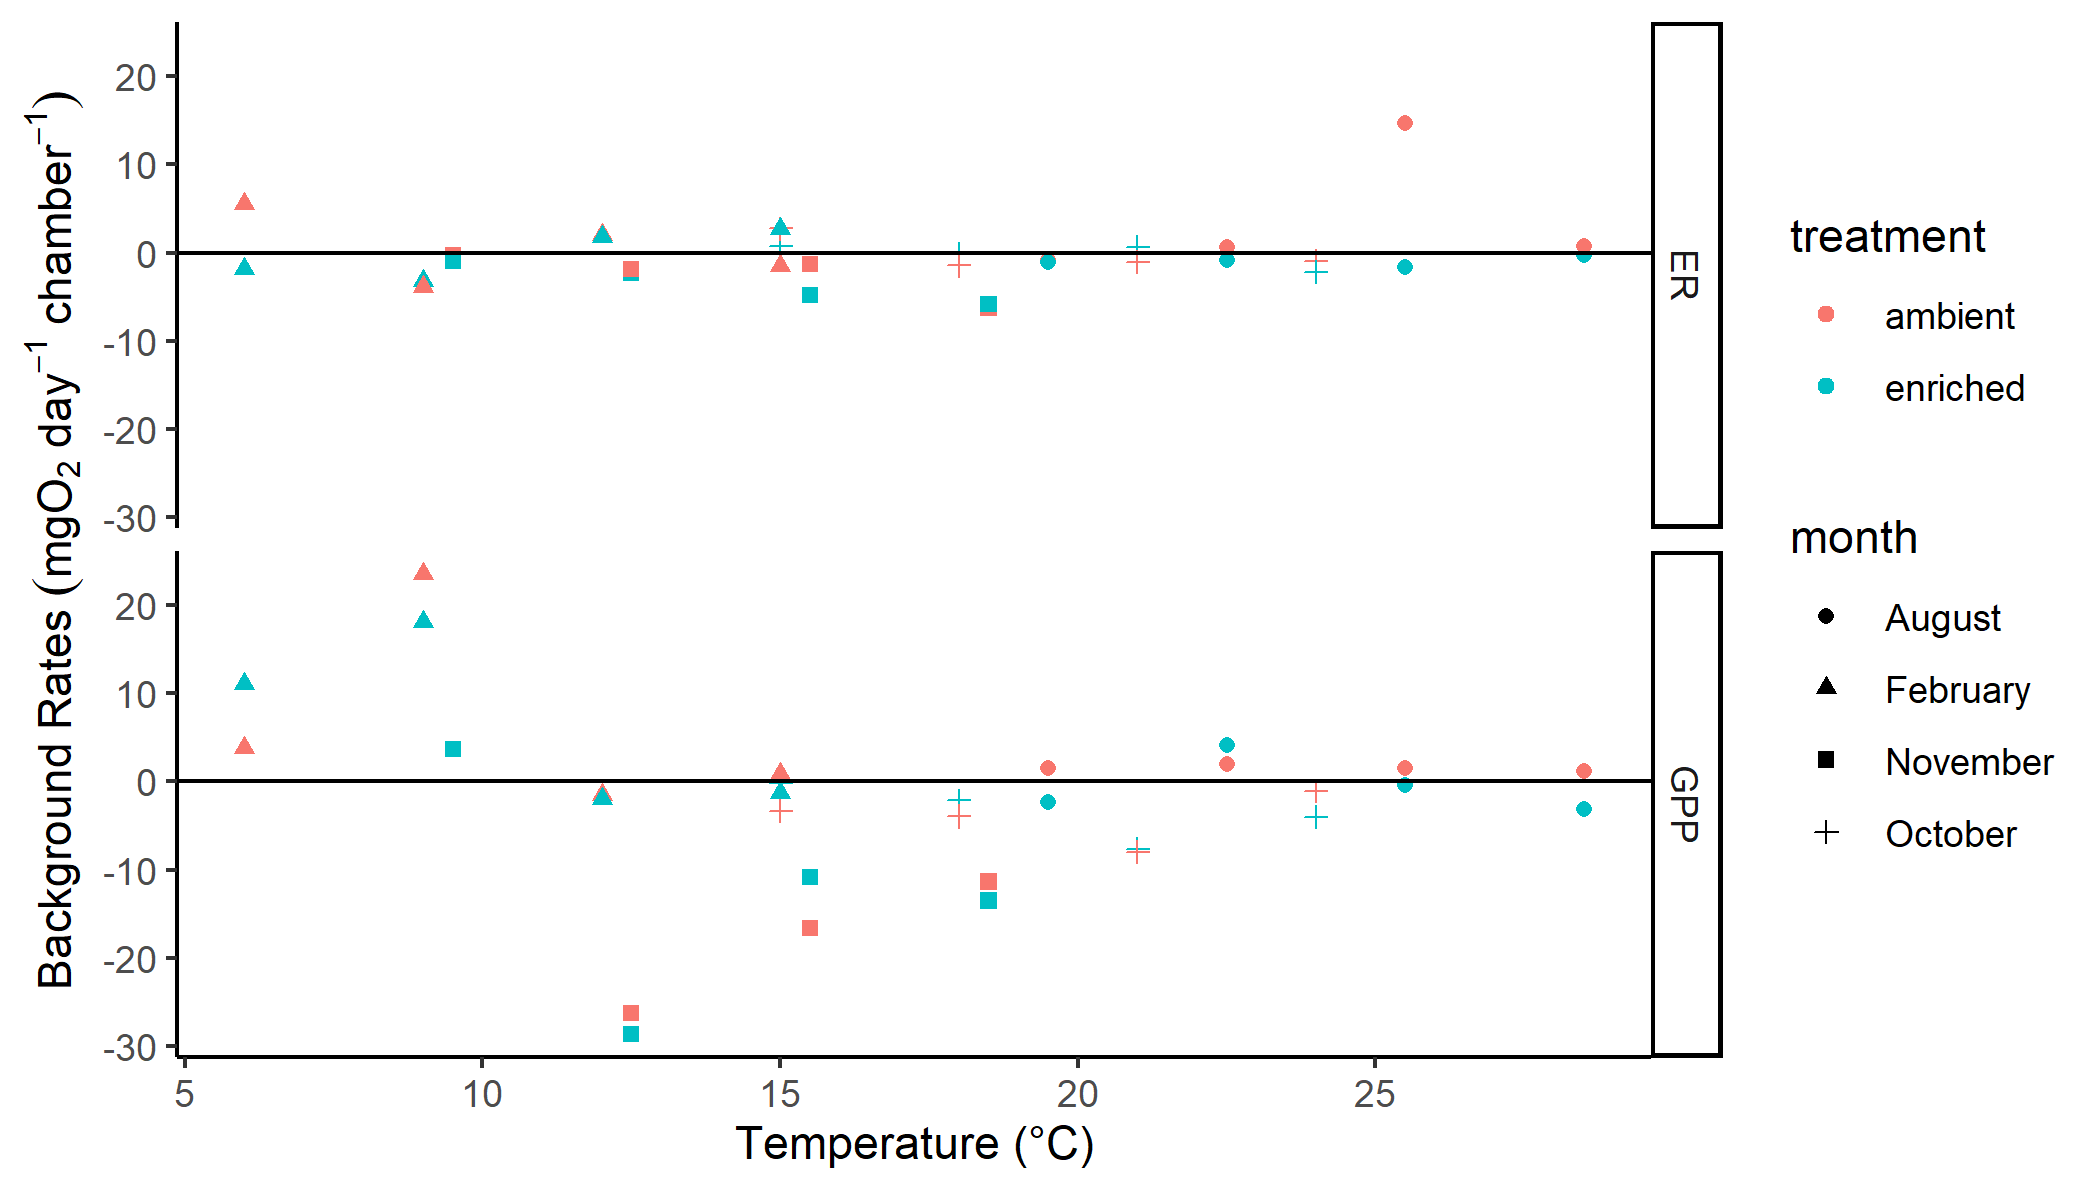 Background Rates (mgO₂ day⁻¹ chamber⁻¹)
20
10
0
-10
-20
-30
ER
20
10
0
-10
-20
-30
GPP
5 10 15 20 25
Temperature (°C)
treatment
ambient
enriched
month
August
February
November
October